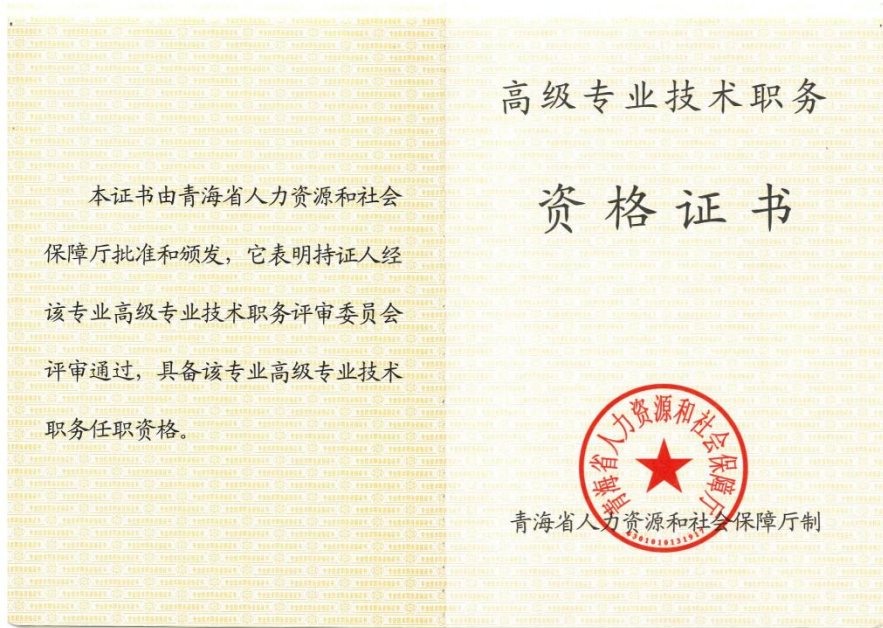 本证书由青海省人力资源和社会
保障厅批准和颁发，它表明持证人经
该专业高级专业技术职务评审委员会
评审通过，具备该专业高级专业技术
职务任职资格。
高级专业技术职务
资格证书
青海省人力资源和社会保障厅
青海省人力资源和社会保障厅制